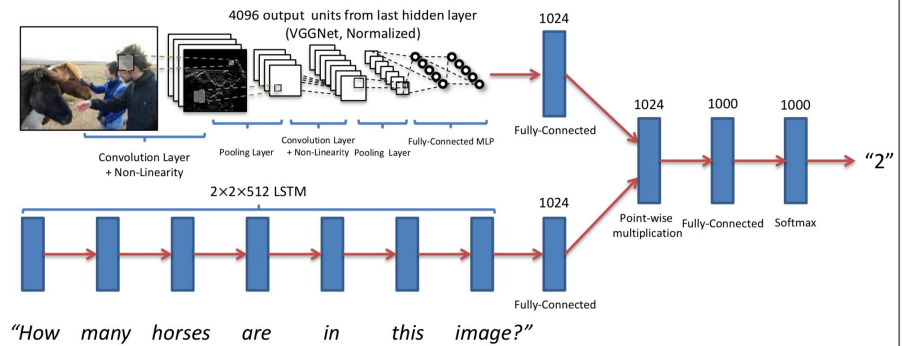 4096 output units from last hidden layer
(VGGNet, Normalized)
1024
Convolution Layer
+ Non-Linearity
Pooling Layer
Convolution Layer
+ Non-Linearity
Pooling Layer
Fully-Connected MLP
Fully-Connected
2×2×512 LSTM
1024
Fully-Connected
1024
Point-wise
multiplication
1000
Fully-Connected
1000
Softmax
“2”
“How many horses are in this image?”